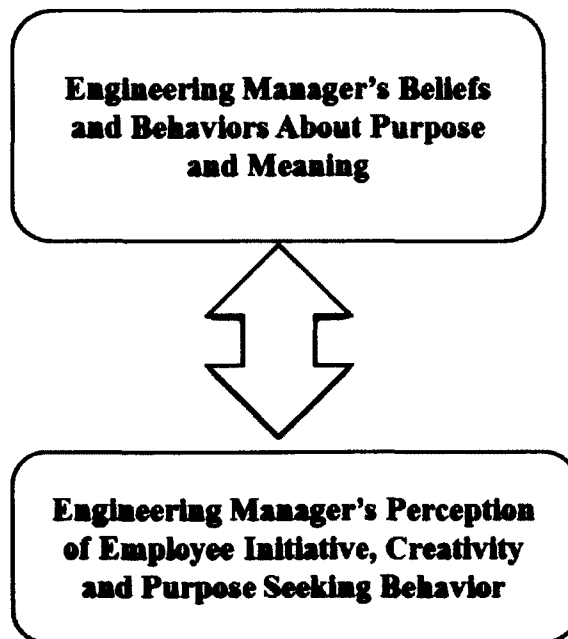 Engineering Manager's Beliefs
and Behaviors About Purpose
and Meaning
Engineering Manager's Perception
of Employee Initiative, Creativity
and Purpose Seeking Behavior